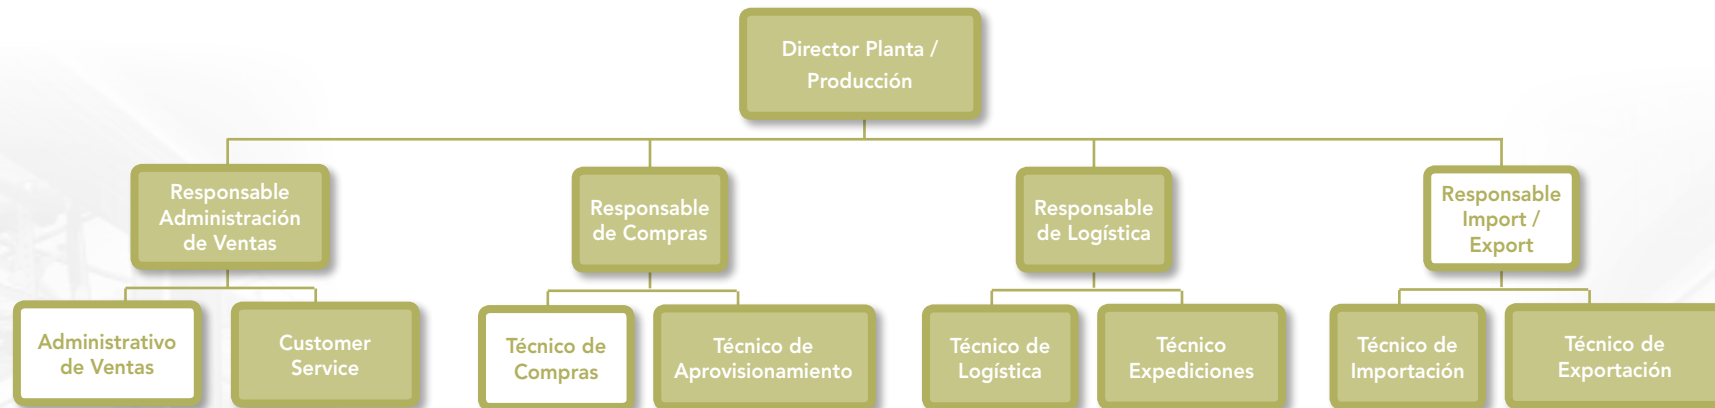 Director Planta /
Producción
Responsable
Administración
de Ventas
Responsable
de Compras
Responsable
de Logística
Responsable
Import /
Export
Administrativo
de Ventas
Customer
Service
Técnico de
Compras
Técnico de
Aprovisionamiento
Técnico de
Logística
Técnico
Expediciones
Técnico de
Importación
Técnico de
Exportación